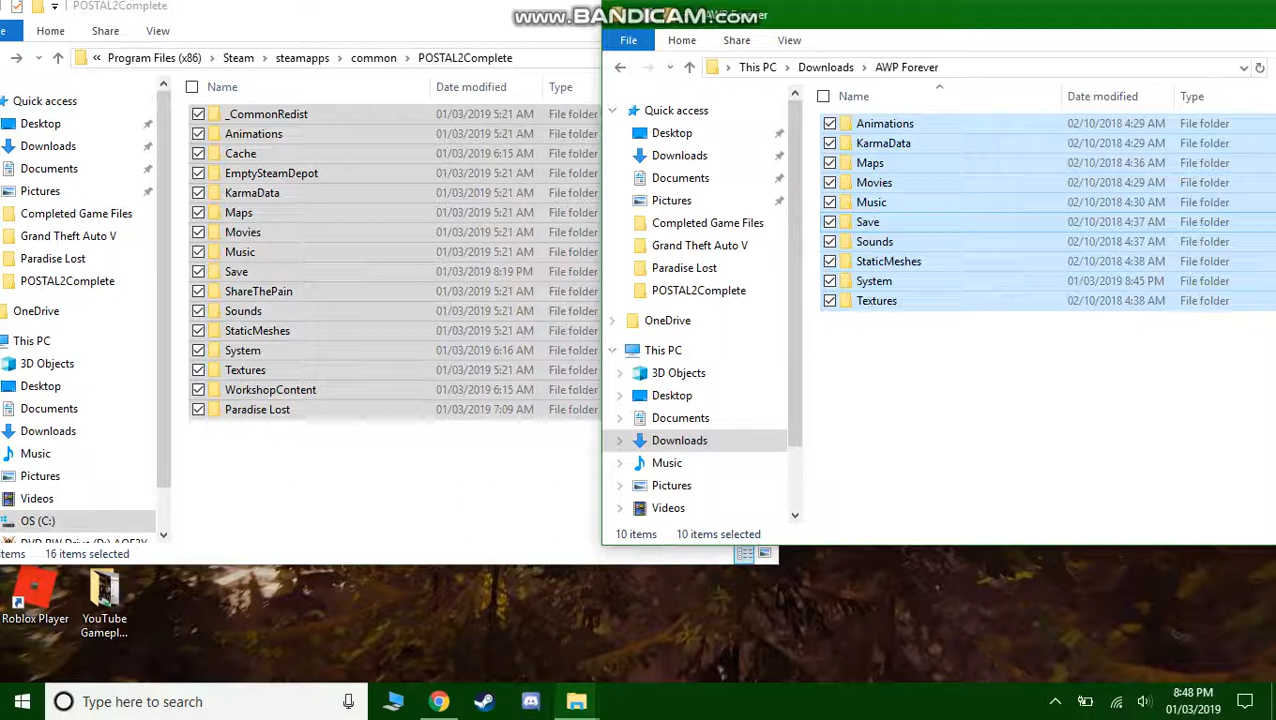 POSTAL2Complete
Home Share View
Program Files (x86) Steam steamapps common POSTAL2Complete
Name Date modified Type
Quick access
Desktop
Downloads
Documents
Pictures
Completed Game Files
Grand Theft Auto V
Paradise Lost
POSTAL2Complete
OneDrive
This PC
3D Objects
Desktop
Documents
Downloads
Music
Pictures
Videos
OS (C:)
_CommonRedist 01/03/2019 5:21 AM File folder
Animations 01/03/2019 5:21 AM File folder
Cache 01/03/2019 6:15 AM File folder
EmptySteamDepot 01/03/2019 5:21 AM File folder
KarmaData 01/03/2019 5:21 AM File folder
Maps 01/03/2019 5:21 AM File folder
Movies 01/03/2019 5:21 AM File folder
Music 01/03/2019 5:21 AM File folder
Save 01/03/2019 8:19 PM File folder
ShareThePain 01/03/2019 5:21 AM File folder
Sounds 01/03/2019 5:21 AM File folder
StaticMeshes 01/03/2019 5:21 AM File folder
System 01/03/2019 6:16 AM File folder
Textures 01/03/2019 5:21 AM File folder
WorkshopContent 01/03/2019 6:15 AM File folder
Paradise Lost 01/03/2019 7:09 AM File folder
items 16 items selected
www.BANDICAM.com
File Home Share View
This PC Downloads AWP Forever
Name Date modified Type
Quick access
Desktop
Downloads
Documents
Pictures
Completed Game Files
Grand Theft Auto V
Paradise Lost
POSTAL2Complete
OneDrive
This PC
3D Objects
Desktop
Documents
Downloads
Music
Pictures
Videos
Animations 02/10/2018 4:29 AM File folder
KarmaData 02/10/2018 4:29 AM File folder
Maps 02/10/2018 4:36 AM File folder
Movies 02/10/2018 4:29 AM File folder
Music 02/10/2018 4:30 AM File folder
Save 02/10/2018 4:37 AM File folder
Sounds 02/10/2018 4:37 AM File folder
StaticMeshes 02/10/2018 4:38 AM File folder
System 01/03/2019 8:45 PM File folder
Textures 02/10/2018 4:38 AM File folder
10 items 10 items selected
Roblox Player
YouTube
Gamepl...
Type here to search
8:48 PM
01/03/2019